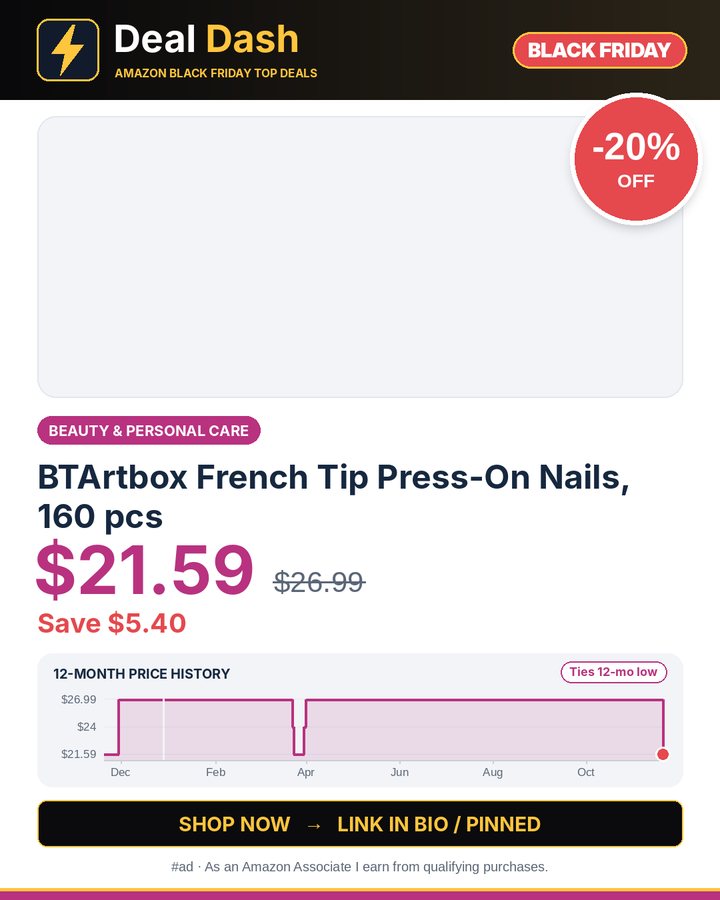 Deal Dash
AMAZON BLACK FRIDAY TOP DEALS
BLACK FRIDAY
-20%
OFF
BEAUTY & PERSONAL CARE
BTArtbox French Tip Press-On Nails,
160 pcs
$21.59 $26.99
Save $5.40
12-MONTH PRICE HISTORY
Ties 12-mo low
$26.99
$24
$21.59
Dec Feb Apr Jun Aug Oct
SHOP NOW → LINK IN BIO / PINNED
#ad · As an Amazon Associate I earn from qualifying purchases.